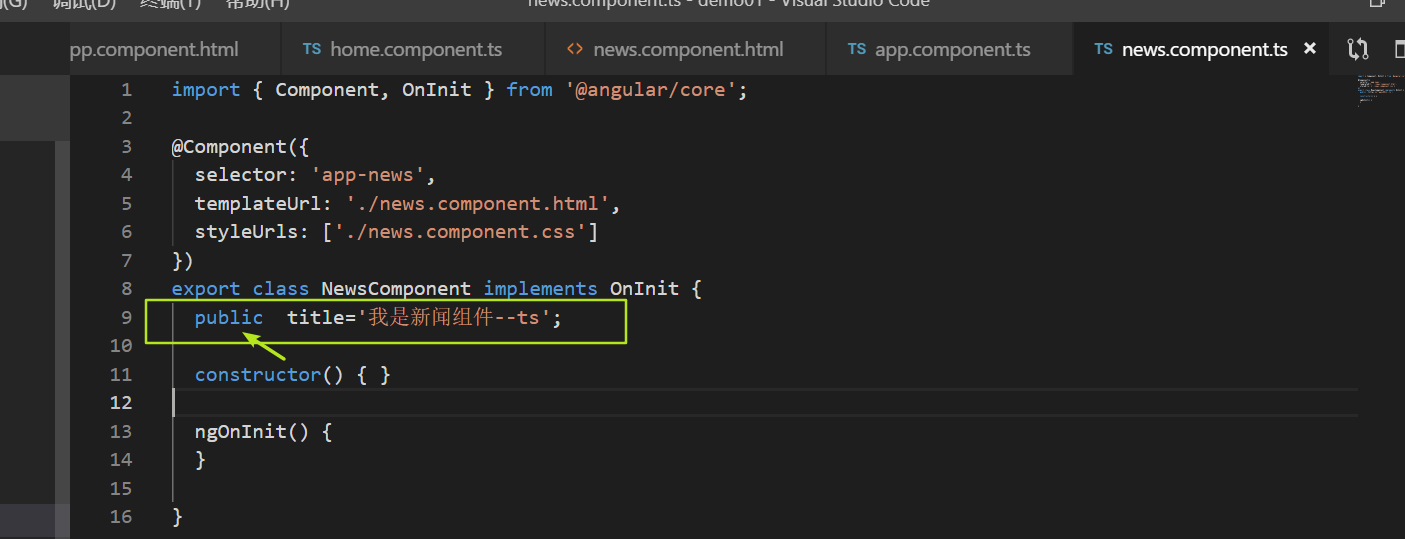 调试(D) 终端(T) 帮助(H) news.component.ts - demo01 - Visual Studio Code
pp.component.html TS home.component.ts <> news.component.html TS app.component.ts TS news.component.ts ×
1 import { Component, OnInit } from '@angular/core';
2
3 @Component({
4 selector: 'app-news',
5 templateUrl: './news.component.html',
6 styleUrls: ['./news.component.css']
7 })
8 export class NewsComponent implements OnInit {
9 public  title='我是新闻组件--ts';
10
11 constructor() { }
12
13 ngOnInit() {
14 }
15
16 }